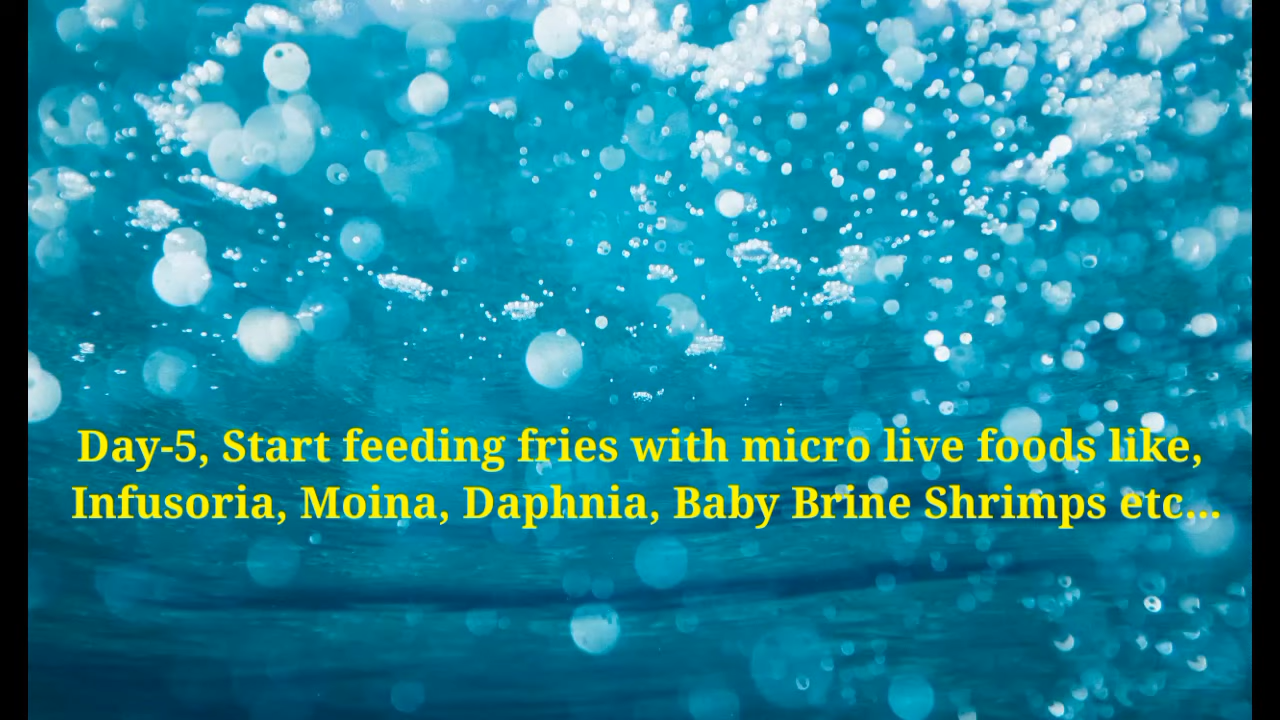 Day-5, Start feeding fries with micro live foods like,
Infusoria, Moina, Daphnia, Baby Brine Shrimps etc...